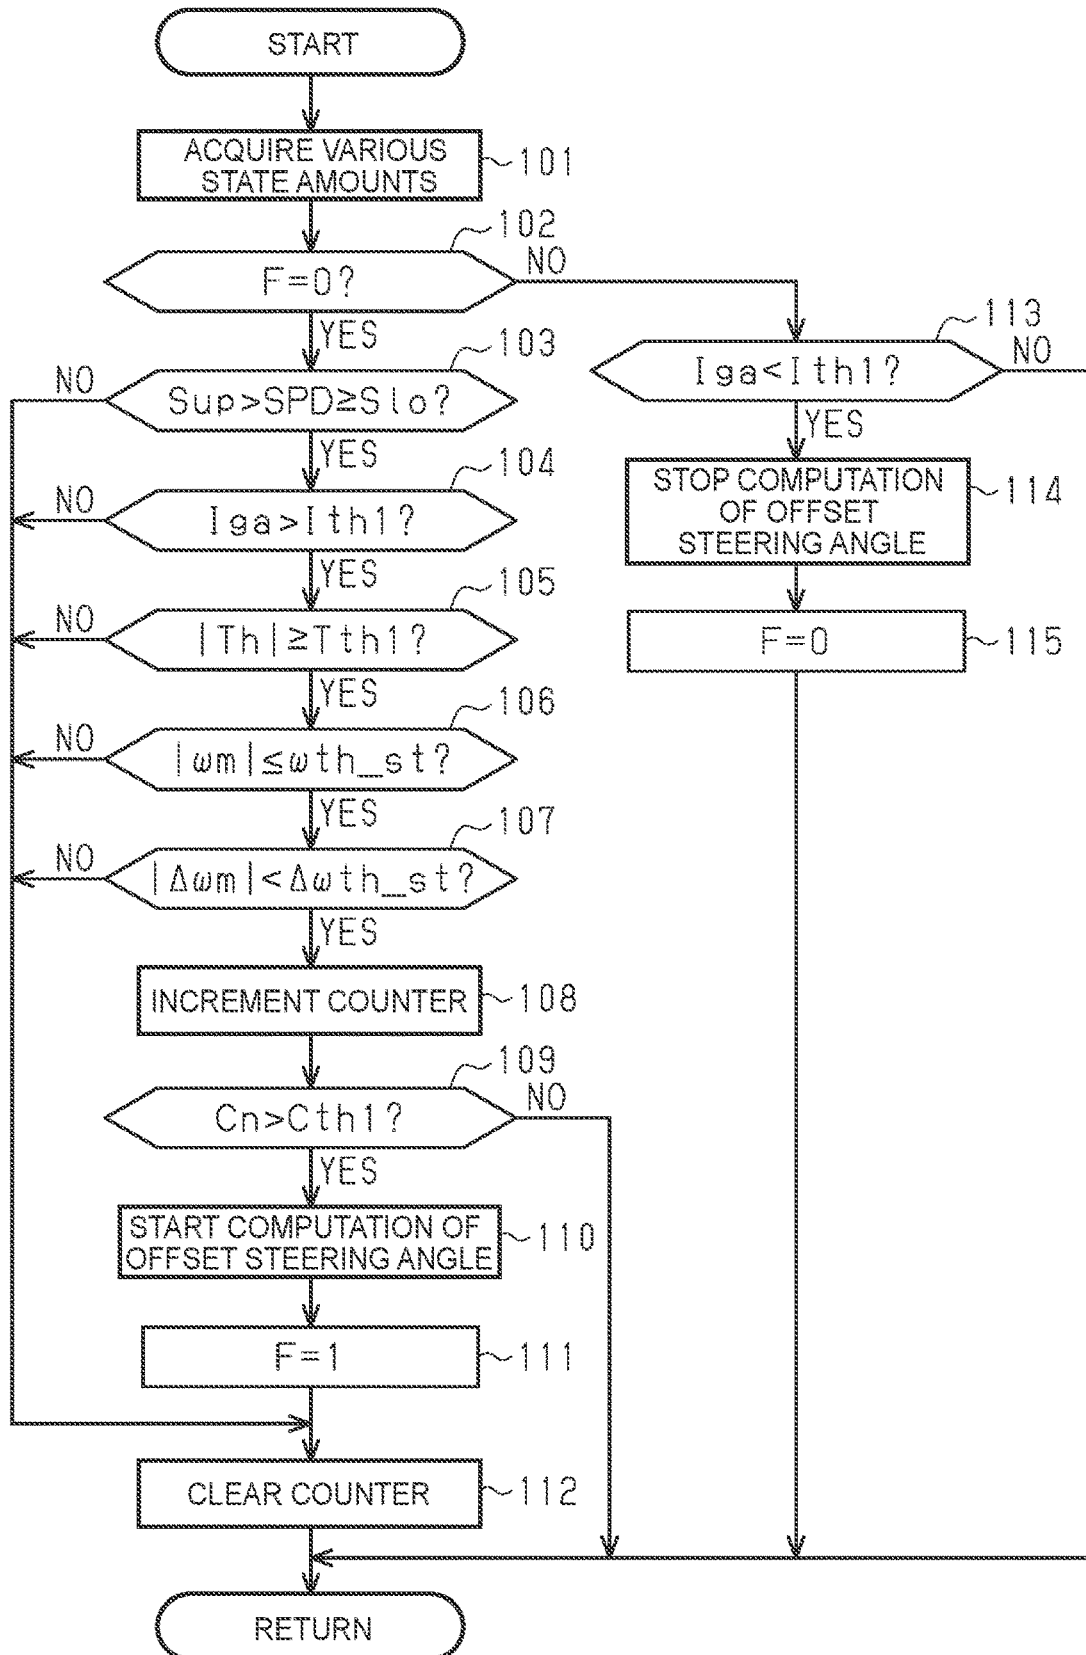 START
ACQUIRE VARIOUS
STATE AMOUNTS
101
102
F=0?
NO
YES
103
NO
Sup>SPD≧Slo?
YES
104
NO
Iga>Ith1?
YES
105
NO
|Th|≧Tth1?
YES
106
NO
|ωm|≦ωth_st?
YES
107
NO
|Δωm|<Δωth_st?
YES
INCREMENT COUNTER
108
109
Cn>Cth1?
NO
YES
START COMPUTATION OF
OFFSET STEERING ANGLE
110
F=1
111
CLEAR COUNTER
112
RETURN
113
Iga<Ith1?
NO
YES
STOP COMPUTATION
OF OFFSET
STEERING ANGLE
114
F=0
115